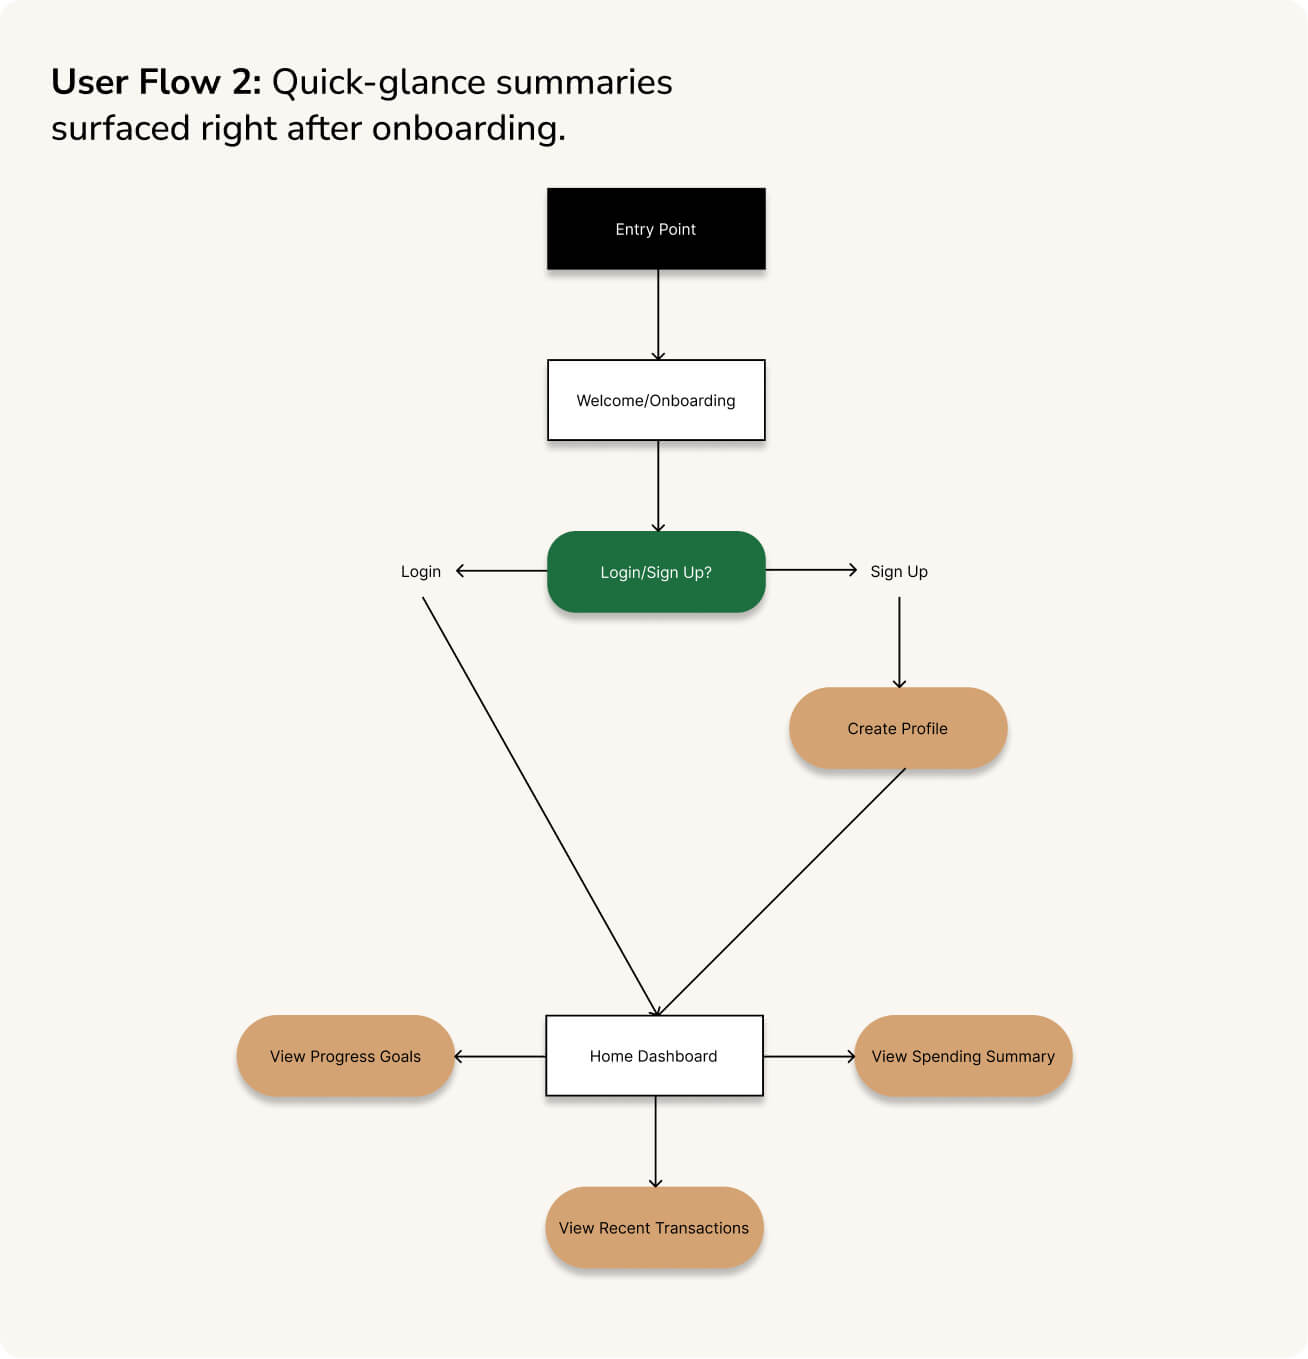 User Flow 2: Quick-glance summaries
surfaced right after onboarding.
Entry Point
Welcome/Onboarding
Login
Login/Sign Up?
Sign Up
Create Profile
View Progress Goals
Home Dashboard
View Spending Summary
View Recent Transactions